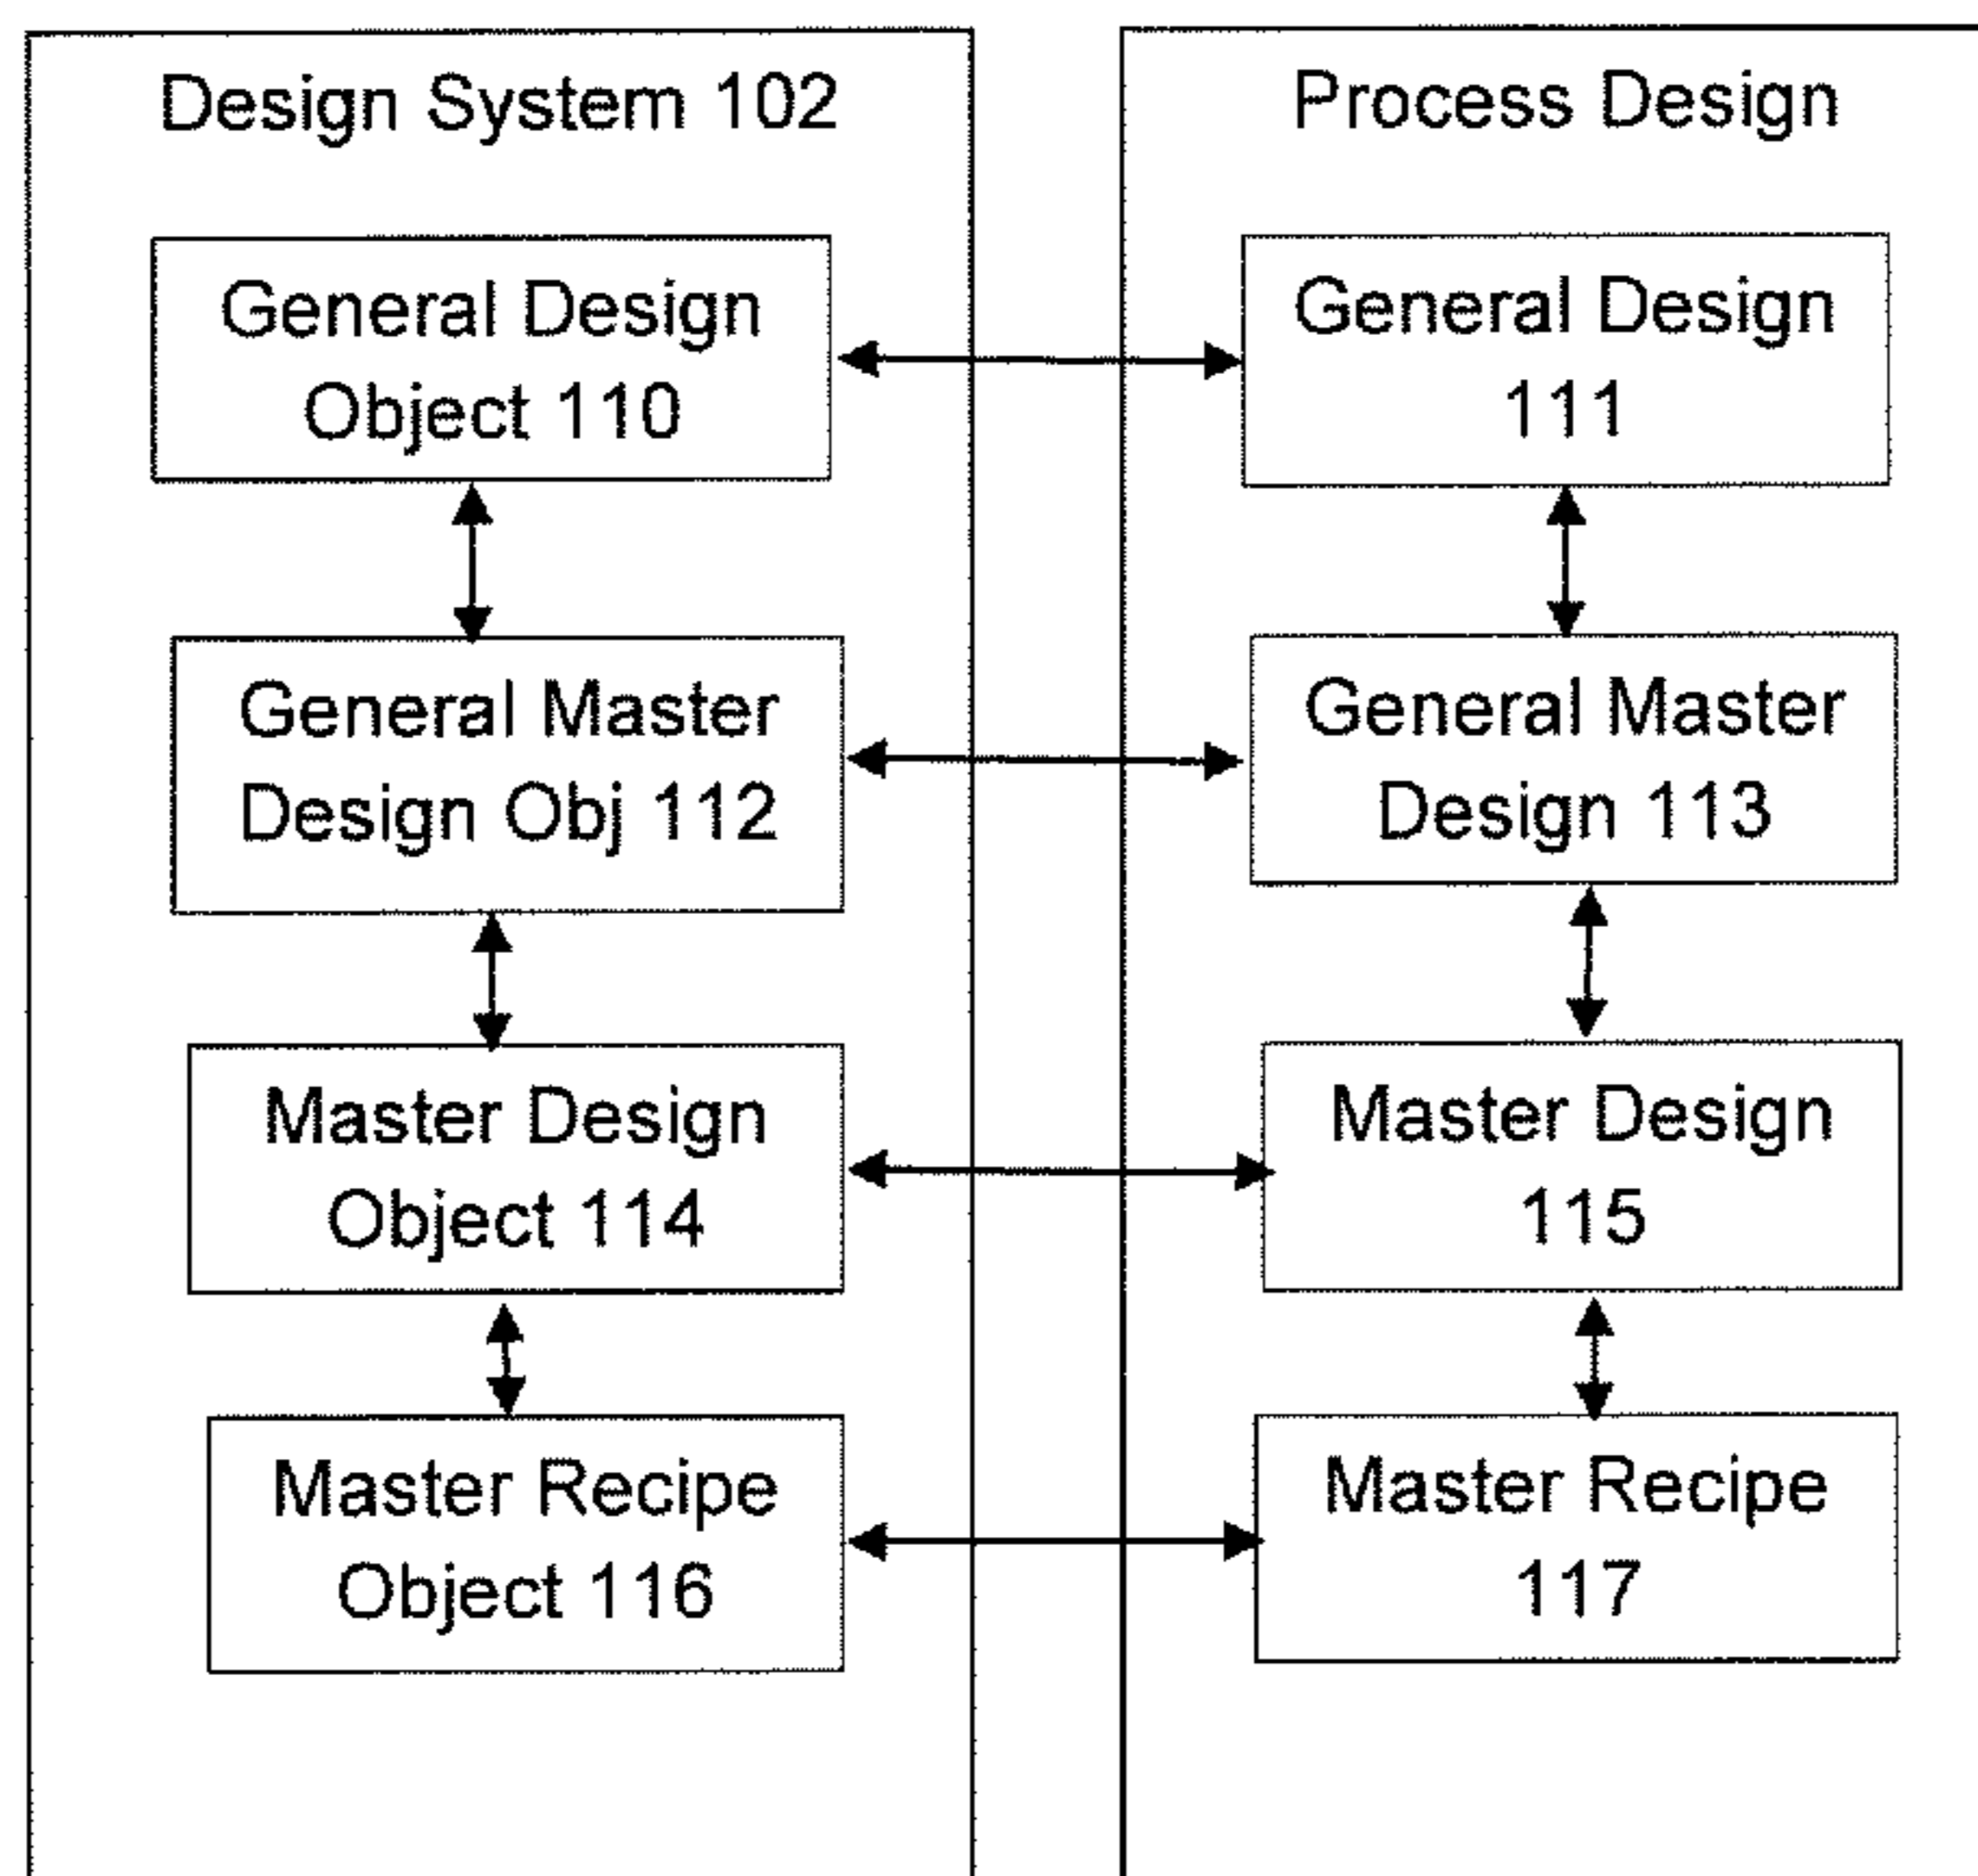 Design System 102
General Design
Object 110
General Master
Design Obj 112
Master Design
Object 114
Master Recipe
Object 116
Process Design
General Design
111
General Master
Design 113
Master Design
115
Master Recipe
117